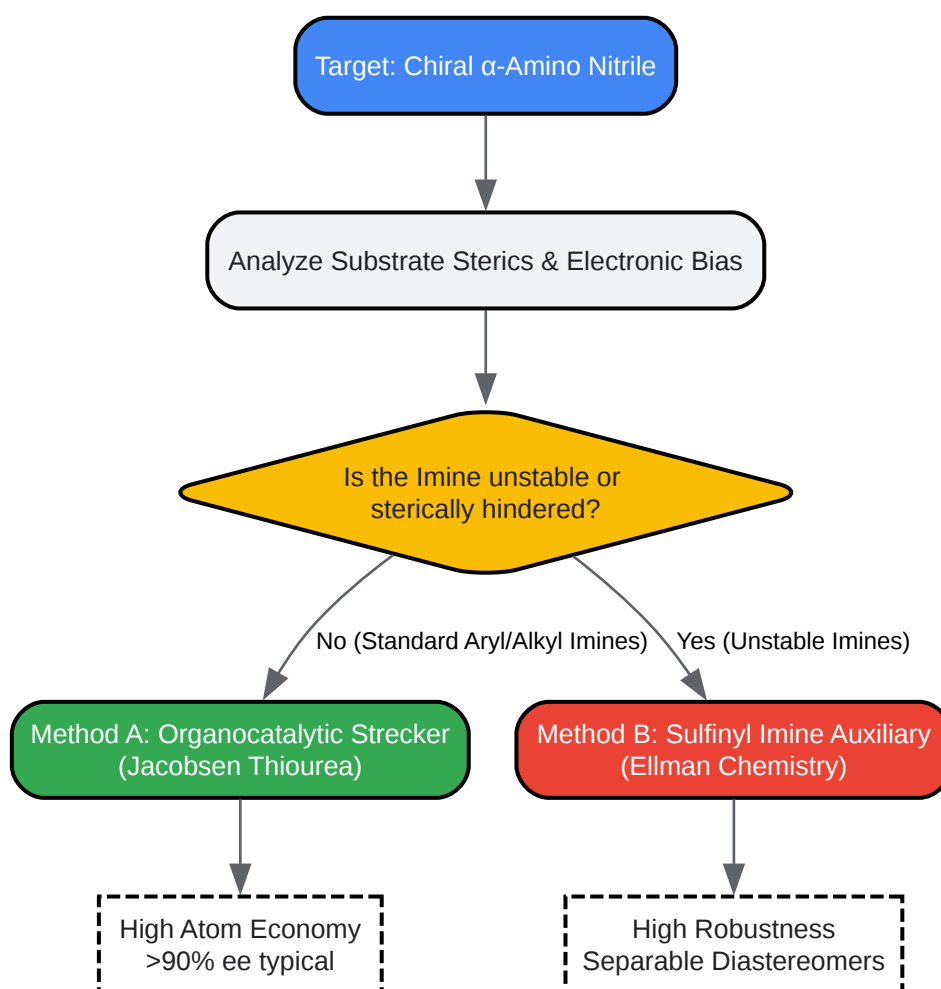 Target: Chiral α-Amino Nitrile
Analyze Substrate Sterics & Electronic Bias
Is the Imine unstable or
sterically hindered?
No (Standard Aryl/Alkyl Imines)
Yes (Unstable Imines)
Method A: Organocatalytic Strecker
(Jacobsen Thiourea)
Method B: Sulfinyl Imine Auxiliary
(Ellman Chemistry)
High Atom Economy
>90% ee typical
High Robustness
Separable Diastereomers